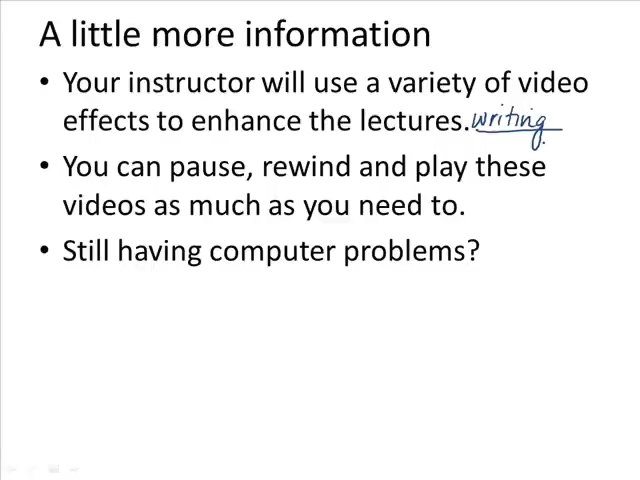 A little more information
• Your instructor will use a variety of video
effects to enhance the lectures. writing
• You can pause, rewind and play these
videos as much as you need to.
• Still having computer problems?